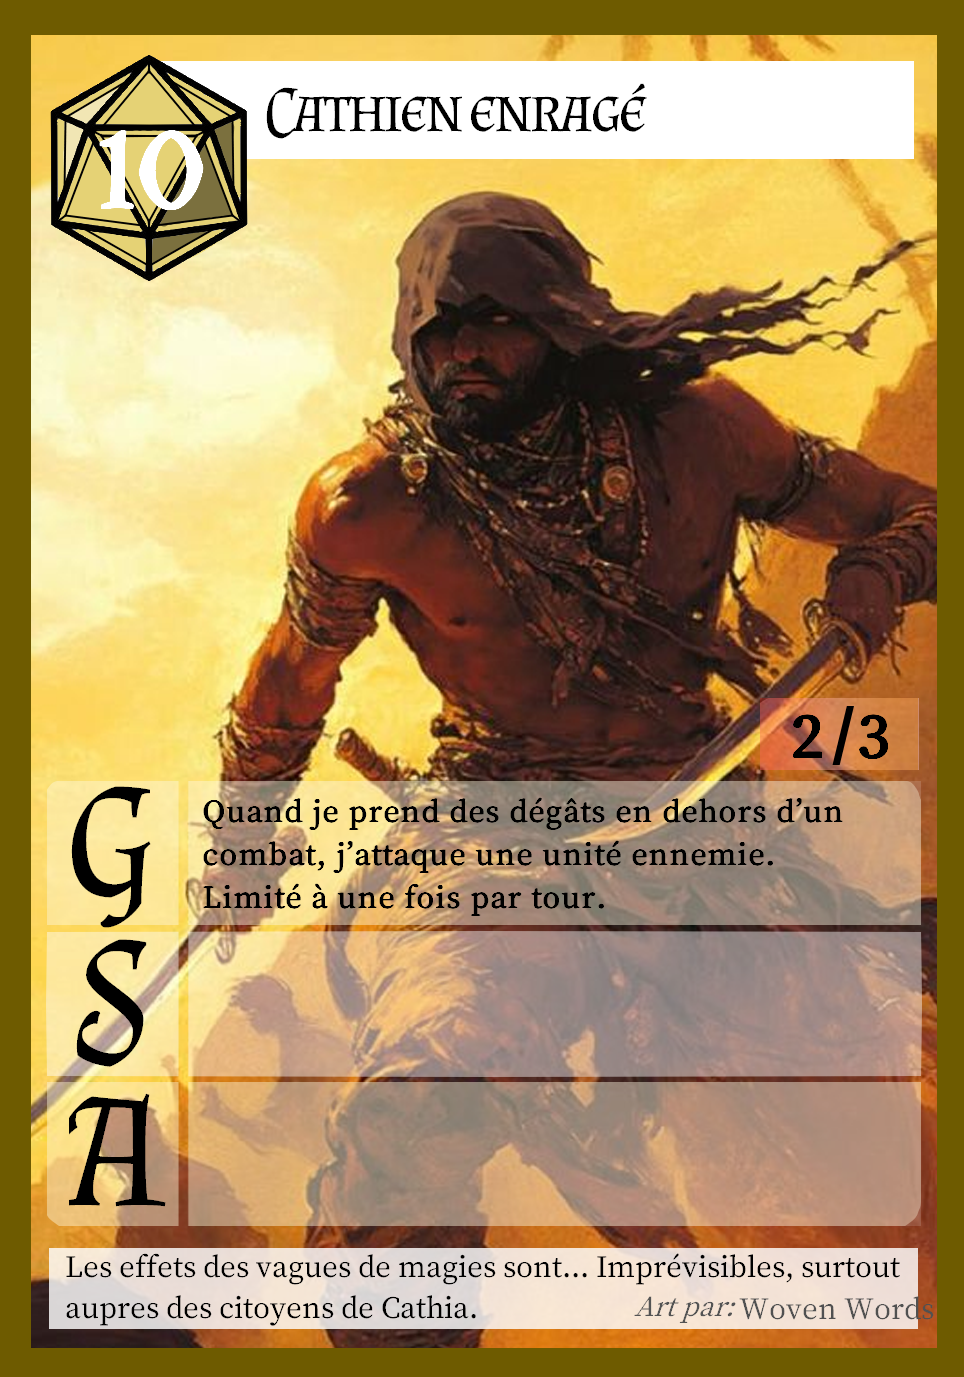 10
Cathien enragé
2/3
G
Quand je prend des dégâts en dehors d’un
combat, j’attaque une unité ennemie.
Limité à une fois par tour.
S
A
Les effets des vagues de magies sont... Imprévisibles, surtout
aupres des citoyens de Cathia.
Art par: Woven Words